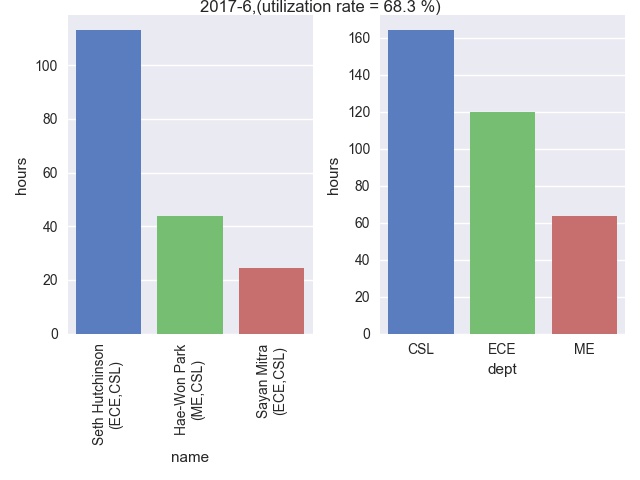 2017-6,(utilization rate = 68.3 %)
hours
100
80
60
40
20
0
Seth Hutchinson
(ECE,CSL)
Hae-Won Park
(ME,CSL)
Sayan Mitra
(ECE,CSL)
name
hours
160
140
120
100
80
60
40
20
0
CSL
ECE
ME
dept